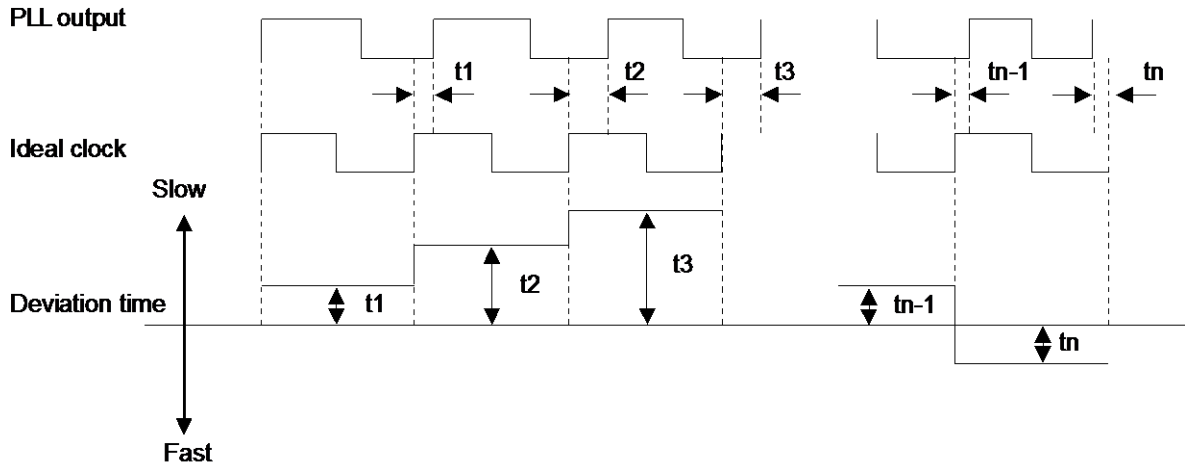 PLL output
t1
t2
t3
tn-1
tn
Ideal clock
Slow
Deviation time
t1
t2
t3
tn-1
tn
Fast